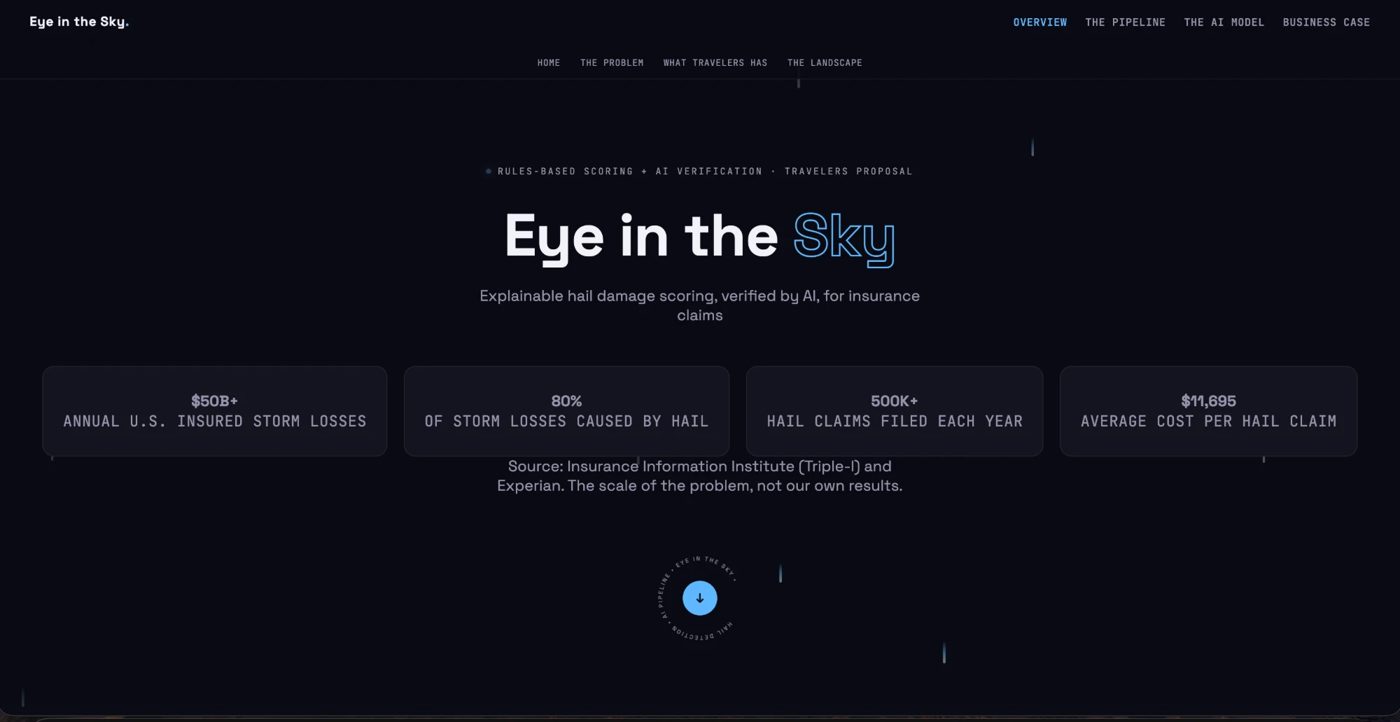 Eye in the Sky.
OVERVIEW THE PIPELINE THE AI MODEL BUSINESS CASE
HOME THE PROBLEM WHAT TRAVELERS HAS THE LANDSCAPE
RULES-BASED SCORING + AI VERIFICATION · TRAVELERS PROPOSAL
Eye in the Sky
Explainable hail damage scoring, verified by AI, for insurance
claims
$50B+
ANNUAL U.S. INSURED STORM LOSSES
80%
OF STORM LOSSES CAUSED BY HAIL
500K+
HAIL CLAIMS FILED EACH YEAR
$11,695
AVERAGE COST PER HAIL CLAIM
Source: Insurance Information Institute (Triple-I) and
Experian. The scale of the problem, not our own results.
HAIL DETECTION • AI PIPELINE • EYE IN THE SKY •